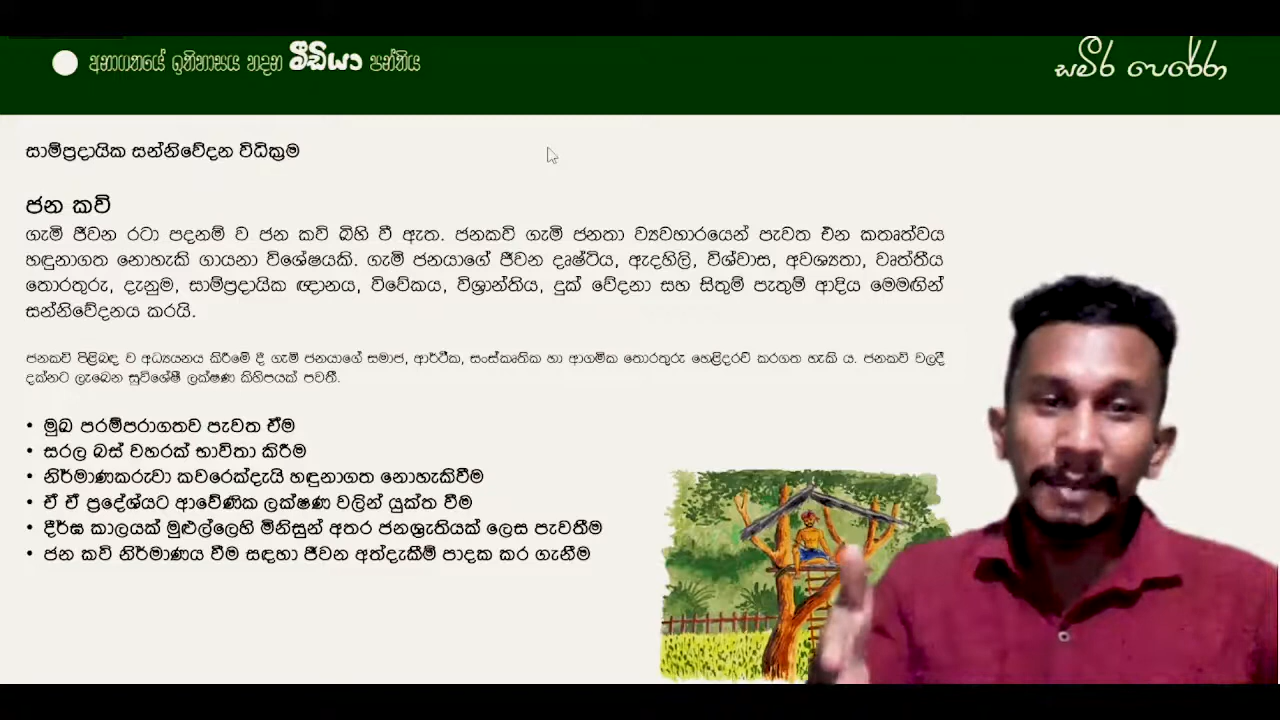 අනාගතයේ ඉතිහාසය හදන මීඩියා පන්තිය
සමීර පෙරේරා
සාම්ප්‍රදායික සන්නිවේදන විධික්‍රම
ජන කවි
ගැමි ජීවන රටා පදනම් ව ජන කවි බිහි වී ඇත. ජනකවි ගැමි ජනතා ව්‍යවහාරයෙන් පැවත එන කතෘත්වය
හඳුනාගත නොහැකි ගායනා විශේෂයකි. ගැමි ජනයාගේ ජීවන දෘෂ්ටිය, ඇදහිලි, විශ්වාස, අවශ්‍යතා, වෘත්තීය
තොරතුරු, දැනුම, සාම්ප්‍රදායික ඥානය, විවේකය, විශ්‍රාන්තිය, දුක් වේදනා සහ සිතුම් පැතුම් ආදිය මෙමඟින්
සන්නිවේදනය කරයි.
ජනකවි පිළිබඳ ව අධ්‍යයනය කිරීමේ දී ගැමි ජනයාගේ සමාජ, ආර්ථික, සංස්කෘතික හා ආගමික තොරතුරු හෙළිදරව් කරගත හැකි ය. ජනකවි වලදී
දක්නට ලැබෙන සුවිශේෂී ලක්ෂණ කිහිපයක් පවතී.
• මුඛ පරම්පරාගතව පැවත ඒම
• සරල බස් වහරක් භාවිතා කිරීම
• නිර්මාණකරුවා කවරෙක්දැයි හඳුනාගත නොහැකිවීම
• ඒ ඒ ප්‍රදේශ්‍යට ආවේණික ලක්ෂණ වලින් යුක්ත වීම
• දීර්ඝ කාලයක් මුළුල්ලෙහි මිනිසුන් අතර ජනශ්‍රැතියක් ලෙස පැවතීම
• ජන කවි නිර්මාණය වීම සඳහා ජීවන අත්දැකීම් පාදක කර ගැනීම